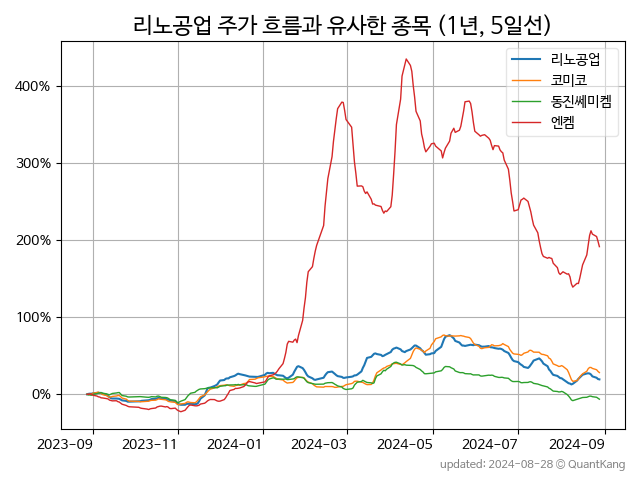 리노공업 주가 흐름과 유사한 종목 (1년, 5일선)
리노공업
코미코
동진쎄미켐
엔켐
400%
300%
200%
100%
0%
2023-09 2023-11 2024-01 2024-03 2024-05 2024-07 2024-09
updated: 2024-08-28 © QuantKang